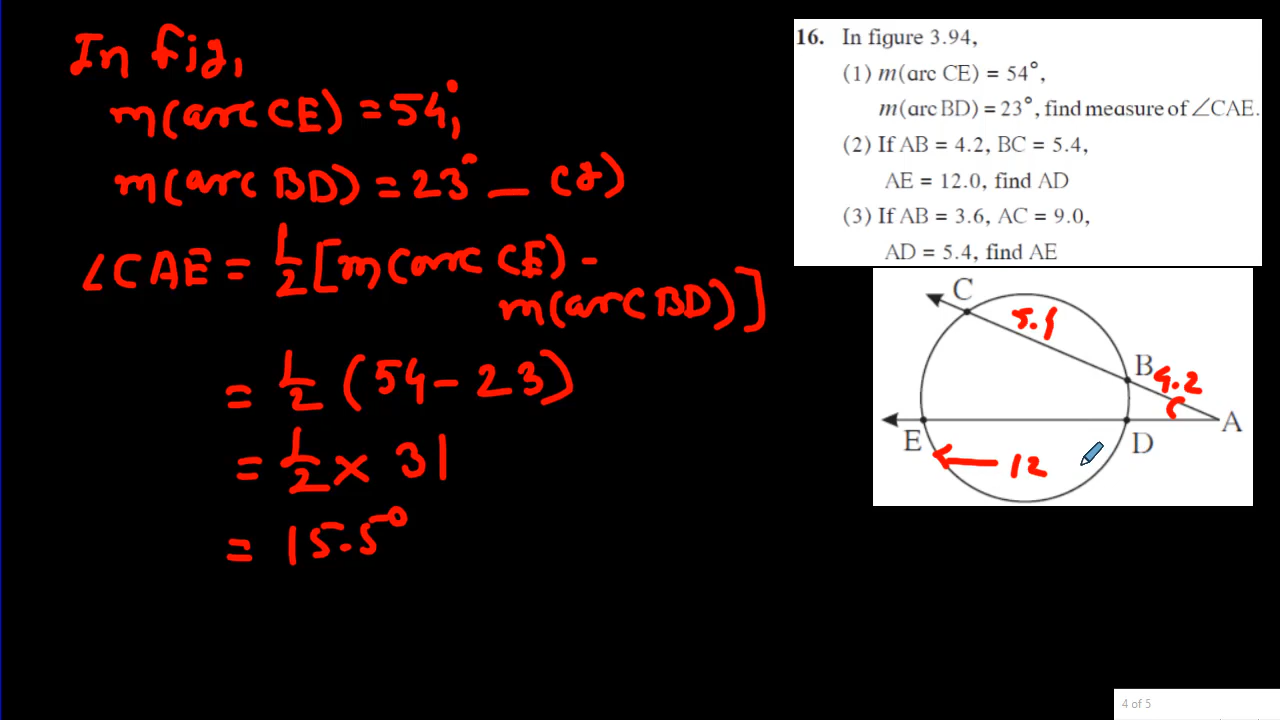 In fig,
m(arc CE) = 54°,
m(arc BD) = 23° — (g)
∠CAE = 1/2 [m(arc CE) -
m(arc BD)]
= 1/2 (54 - 23)
= 1/2 × 31
= 15.5°
16. In figure 3.94,
(1) m(arc CE) = 54°,
m(arc BD) = 23°, find measure of ∠CAE.
(2) If AB = 4.2, BC = 5.4,
AE = 12.0, find AD
(3) If AB = 3.6, AC = 9.0,
AD = 5.4, find AE
C
5.4
B
4.2
A
E
D
12
4 of 5